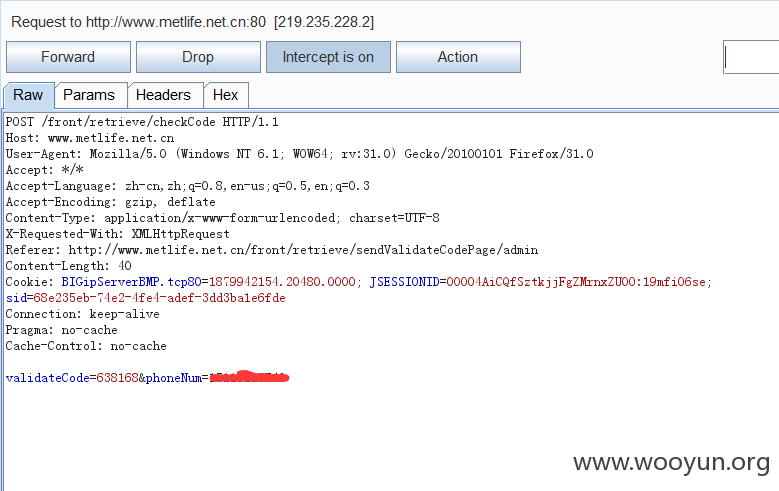 Request to http://www.metlife.net.cn:80 [219.235.228.2]
Forward Drop Intercept is on Action
Raw Params Headers Hex
POST /front/retrieve/checkCode HTTP/1.1
Host: www.metlife.net.cn
User-Agent: Mozilla/5.0 (Windows NT 6.1; WOW64; rv:31.0) Gecko/20100101 Firefox/31.0
Accept: */*
Accept-Language: zh-cn,zh;q=0.8,en-us;q=0.5,en;q=0.3
Accept-Encoding: gzip, deflate
Content-Type: application/x-www-form-urlencoded; charset=UTF-8
X-Requested-With: XMLHttpRequest
Referer: http://www.metlife.net.cn/front/retrieve/sendValidateCodePage/admin
Content-Length: 40
Cookie: BIGipServerBMP.tcp80=1879942154.20480.0000; JSESSIONID=00004AiCQfSztkjjFgZMrnxZU00:19mfi06se;
sid=68e235eb-74e2-4fe4-adef-3dd3ba1e6fde
Connection: keep-alive
Pragma: no-cache
Cache-Control: no-cache
validateCode=638168&phoneNum=
www.wooyun.org